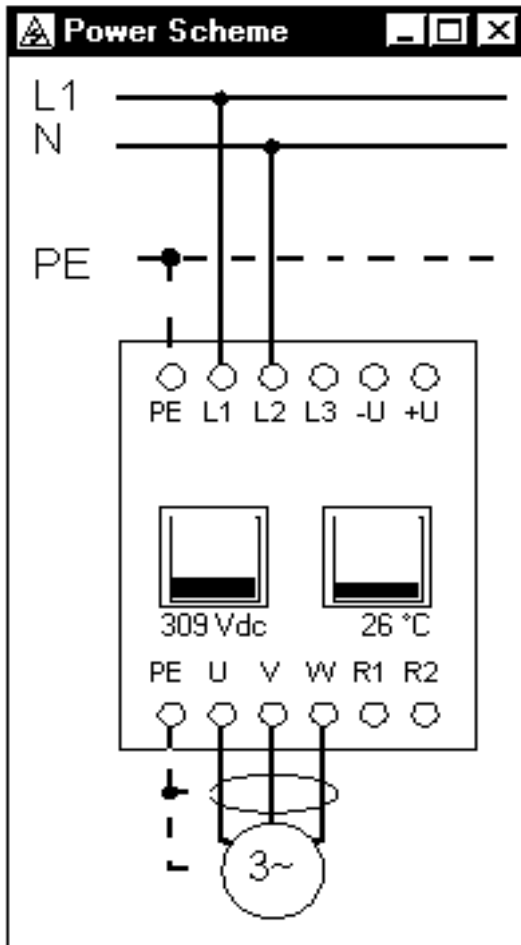 Power Scheme
L1
N
PE
PE L1 L2 L3 -U +U
309 Vdc 26 °C
PE U V W R1 R2
3~